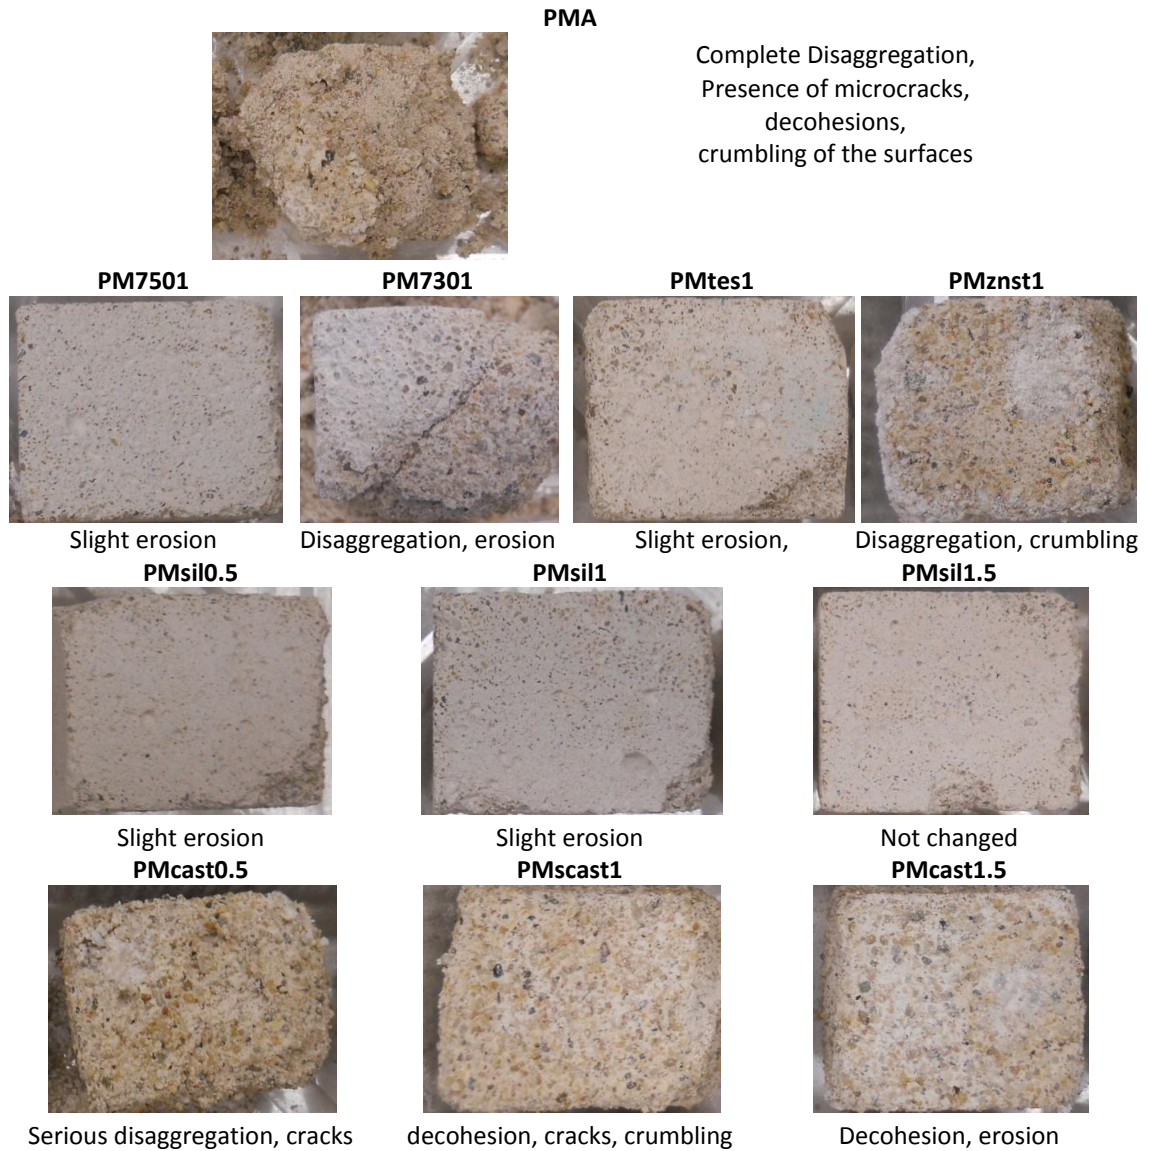 PMA
Complete Disaggregation,
Presence of microcracks,
decohesions,
crumbling of the surfaces
PM7501
PM7301
PMtes1
PMznst1
Slight erosion
Disaggregation, erosion
Slight erosion,
Disaggregation, crumbling
PMsil0.5
PMsil1
PMsil1.5
Slight erosion
Slight erosion
Not changed
PMcast0.5
PMscast1
PMcast1.5
Serious disaggregation, cracks
decohesion, cracks, crumbling
Decohesion, erosion